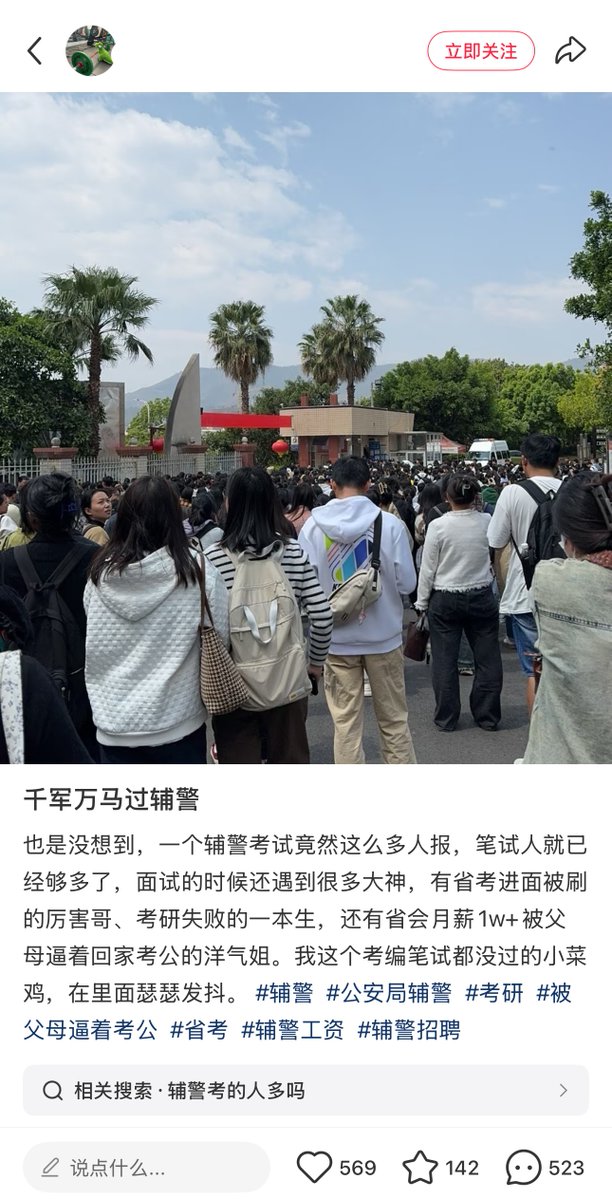 立即关注
千军万马过辅警
也是没想到，一个辅警考试竟然这么多人报，笔试人就已
经够多了，面试的时候还遇到很多大神，有省考进面被刷
的厉害哥、考研失败的一本生，还有省会月薪1w+被父
母逼着回家考公的洋气姐。我这个考编笔试都没过的小菜
鸡，在里面瑟瑟发抖。 #辅警 #公安局辅警 #考研 #被
父母逼着考公 #省考 #辅警工资 #辅警招聘
相关搜索 · 辅警考的人多吗
说点什么... 569 142 523